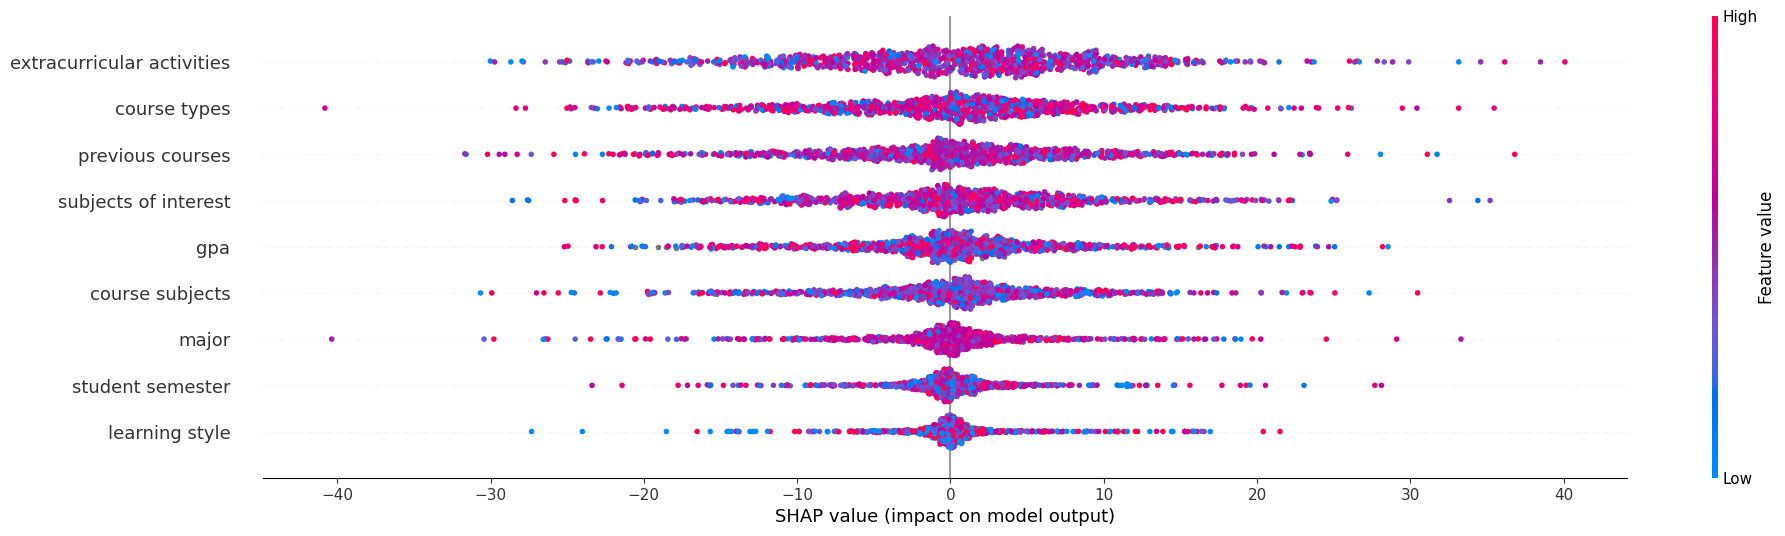 extracurricular activities
course types
previous courses
subjects of interest
gpa
course subjects
major
student semester
learning style
−40 −30 −20 −10 0 10 20 30 40
SHAP value (impact on model output)
High
Feature value
Low